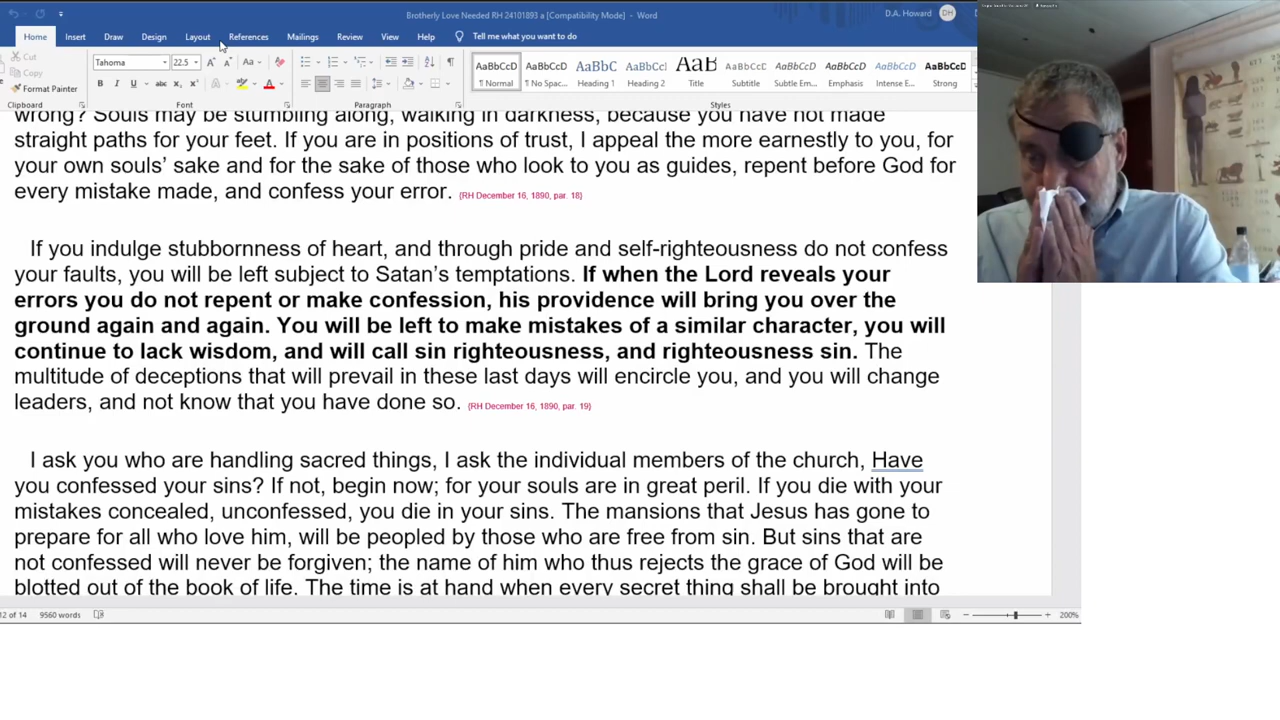 Brotherly Love Needed RH 24101893 a [Compatibility Mode] - Word
D.A. Howard
DH
Home Insert Draw Design Layout References Mailings Review View Help Tell me what you want to do
Cut
Copy
Format Painter
Clipboard
Tahoma 22.5
Font
Paragraph
AaBbCcD AaBbCcD AaBbC AaBbCc AaB AaBbCcD AaBbCcD AaBbCcD AaBbCcD AaBbCcD
¶ Normal ¶ No Spac... Heading 1 Heading 2 Title Subtitle Subtle Em... Emphasis Intense E... Strong
Styles
wrong? Souls may be stumbling along, walking in darkness, because you have not made
straight paths for your feet. If you are in positions of trust, I appeal the more earnestly to you, for
your own souls’ sake and for the sake of those who look to you as guides, repent before God for
every mistake made, and confess your error. {RH December 16, 1890, par. 18}
If you indulge stubbornness of heart, and through pride and self-righteousness do not confess
your faults, you will be left subject to Satan’s temptations. If when the Lord reveals your
errors you do not repent or make confession, his providence will bring you over the
ground again and again. You will be left to make mistakes of a similar character, you will
continue to lack wisdom, and will call sin righteousness, and righteousness sin. The
multitude of deceptions that will prevail in these last days will encircle you, and you will change
leaders, and not know that you have done so. {RH December 16, 1890, par. 19}
I ask you who are handling sacred things, I ask the individual members of the church, Have
you confessed your sins? If not, begin now; for your souls are in great peril. If you die with your
mistakes concealed, unconfessed, you die in your sins. The mansions that Jesus has gone to
prepare for all who love him, will be peopled by those who are free from sin. But sins that are
not confessed will never be forgiven; the name of him who thus rejects the grace of God will be
blotted out of the book of life. The time is at hand when every secret thing shall be brought into
12 of 14 9560 words 200%